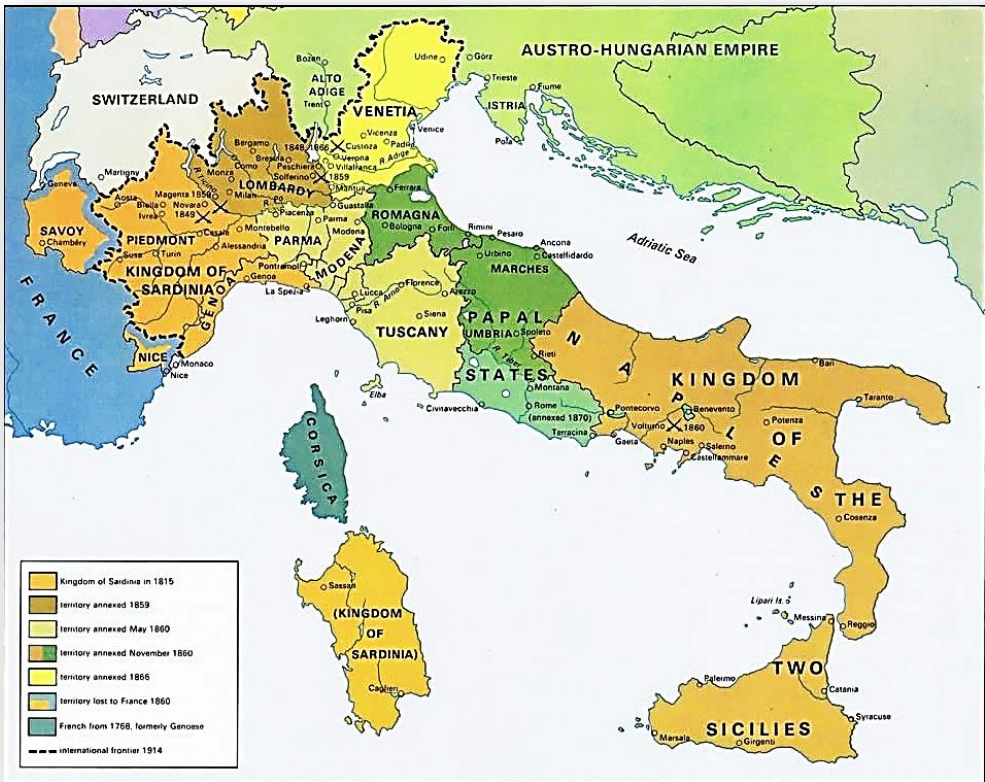 AUSTRO-HUNGARIAN EMPIRE
SWITZERLAND
Bozen
ALTO
ADIGE
Trent
Udine
Görz
Trieste
Fiume
ISTRIA
Pola
VENETIA
Vicenza
Venice
Padua
1848, 1866
Custoza
Verona
Villafranca
R. Adige
Bergamo
Brescia
Peschiera
Solferino
1859
Mantua
Como
Monza
Milan
LOMBARDY
R. Ticino
R. Po
Martigny
Geneva
Aosta
Biella
Ivrea
Magenta 1859
Novara
1849
SAVOY
Chambéry
PIEDMONT
Susa
Turin
Casale
Alessandria
Montebello
Piacenza
Guastalla
Parma
PARMA
Modena
MODENA
Pontremoli
KINGDOM OF
SARDINIA
GENOA
Genoa
La Spezia
NICE
Nice
Monaco
FRANCE
Ferrara
ROMAGNA
Bologna
Forlì
Rimini
Pesaro
Urbino
Ancona
Castelfidardo
MARCHES
Adriatic Sea
Lucca
Pisa
R. Arno
Florence
Arezzo
Siena
Leghorn
TUSCANY
Elba
PAPAL
UMBRIA
Spoleto
R. Tiber
Rieti
STATES
Montana
Rome
(annexed 1870)
Civitavecchia
Terracina
CORSICA
NAPLES
KINGDOM
OF
THE
TWO
SICILIES
Pontecorvo
Benevento
Volturno
1860
Gaeta
Naples
Salerno
Castellammare
Potenza
Bari
Taranto
Cosenza
Lipari Is.
Messina
Reggio
Palermo
Catania
Syracuse
Marsala
Girgenti
Sassari
(KINGDOM
OF
SARDINIA)
Cagliari
Kingdom of Sardinia in 1815
territory annexed 1859
territory annexed May 1860
territory annexed November 1860
territory annexed 1866
territory lost to France 1860
French from 1768, formerly Genoese
international frontier 1914